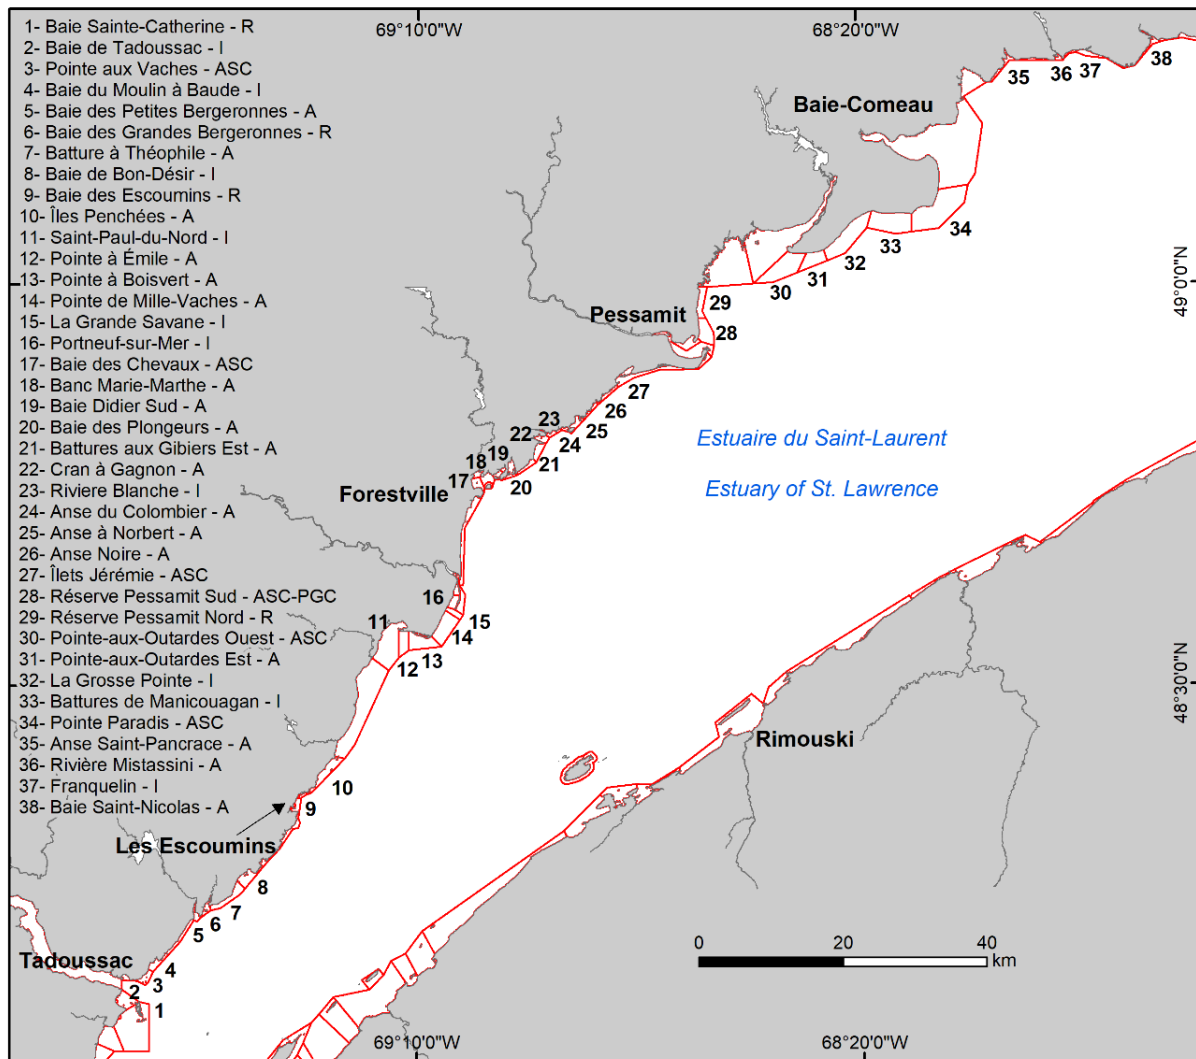 69°10'0"W
68°20'0"W
1- Baie Sainte-Catherine - R
2- Baie de Tadoussac - I
3- Pointe aux Vaches - ASC
4- Baie du Moulin à Baude - I
5- Baie des Petites Bergeronnes - A
6- Baie des Grandes Bergeronnes - R
7- Batture à Théophile - A
8- Baie de Bon-Désir - I
9- Baie des Escoumins - R
10- Îles Penchées - A
11- Saint-Paul-du-Nord - I
12- Pointe à Émile - A
13- Pointe à Boisvert - A
14- Pointe de Mille-Vaches - A
15- La Grande Savane - I
16- Portneuf-sur-Mer - I
17- Baie des Chevaux - ASC
18- Banc Marie-Marthe - A
19- Baie Didier Sud - A
20- Baie des Plongeurs - A
21- Battures aux Gibiers Est - A
22- Cran à Gagnon - A
23- Riviere Blanche - I
24- Anse du Colombier - A
25- Anse à Norbert - A
26- Anse Noire - A
27- Îlets Jérémie - ASC
28- Réserve Pessamit Sud - ASC-PGC
29- Réserve Pessamit Nord - R
30- Pointe-aux-Outardes Ouest - ASC
31- Pointe-aux-Outardes Est - A
32- La Grosse Pointe - I
33- Battures de Manicouagan - I
34- Pointe Paradis - ASC
35- Anse Saint-Pancrace - A
36- Rivière Mistassini - A
37- Franquelin - I
38- Baie Saint-Nicolas - A
38
37
36
35
Baie-Comeau
34
33
32
31
30
49°0'0"N
29
Pessamit
28
27
26
25
24
23
22
21
20
19
18
17
Forestville
Estuaire du Saint-Laurent
Estuary of St. Lawrence
16
15
14
13
12
11
48°30'0"N
Rimouski
10
9
Les Escoumins
8
7
6
5
Tadoussac
4
3
2
1
0
20
40
km
69°10'0"W
68°20'0"W